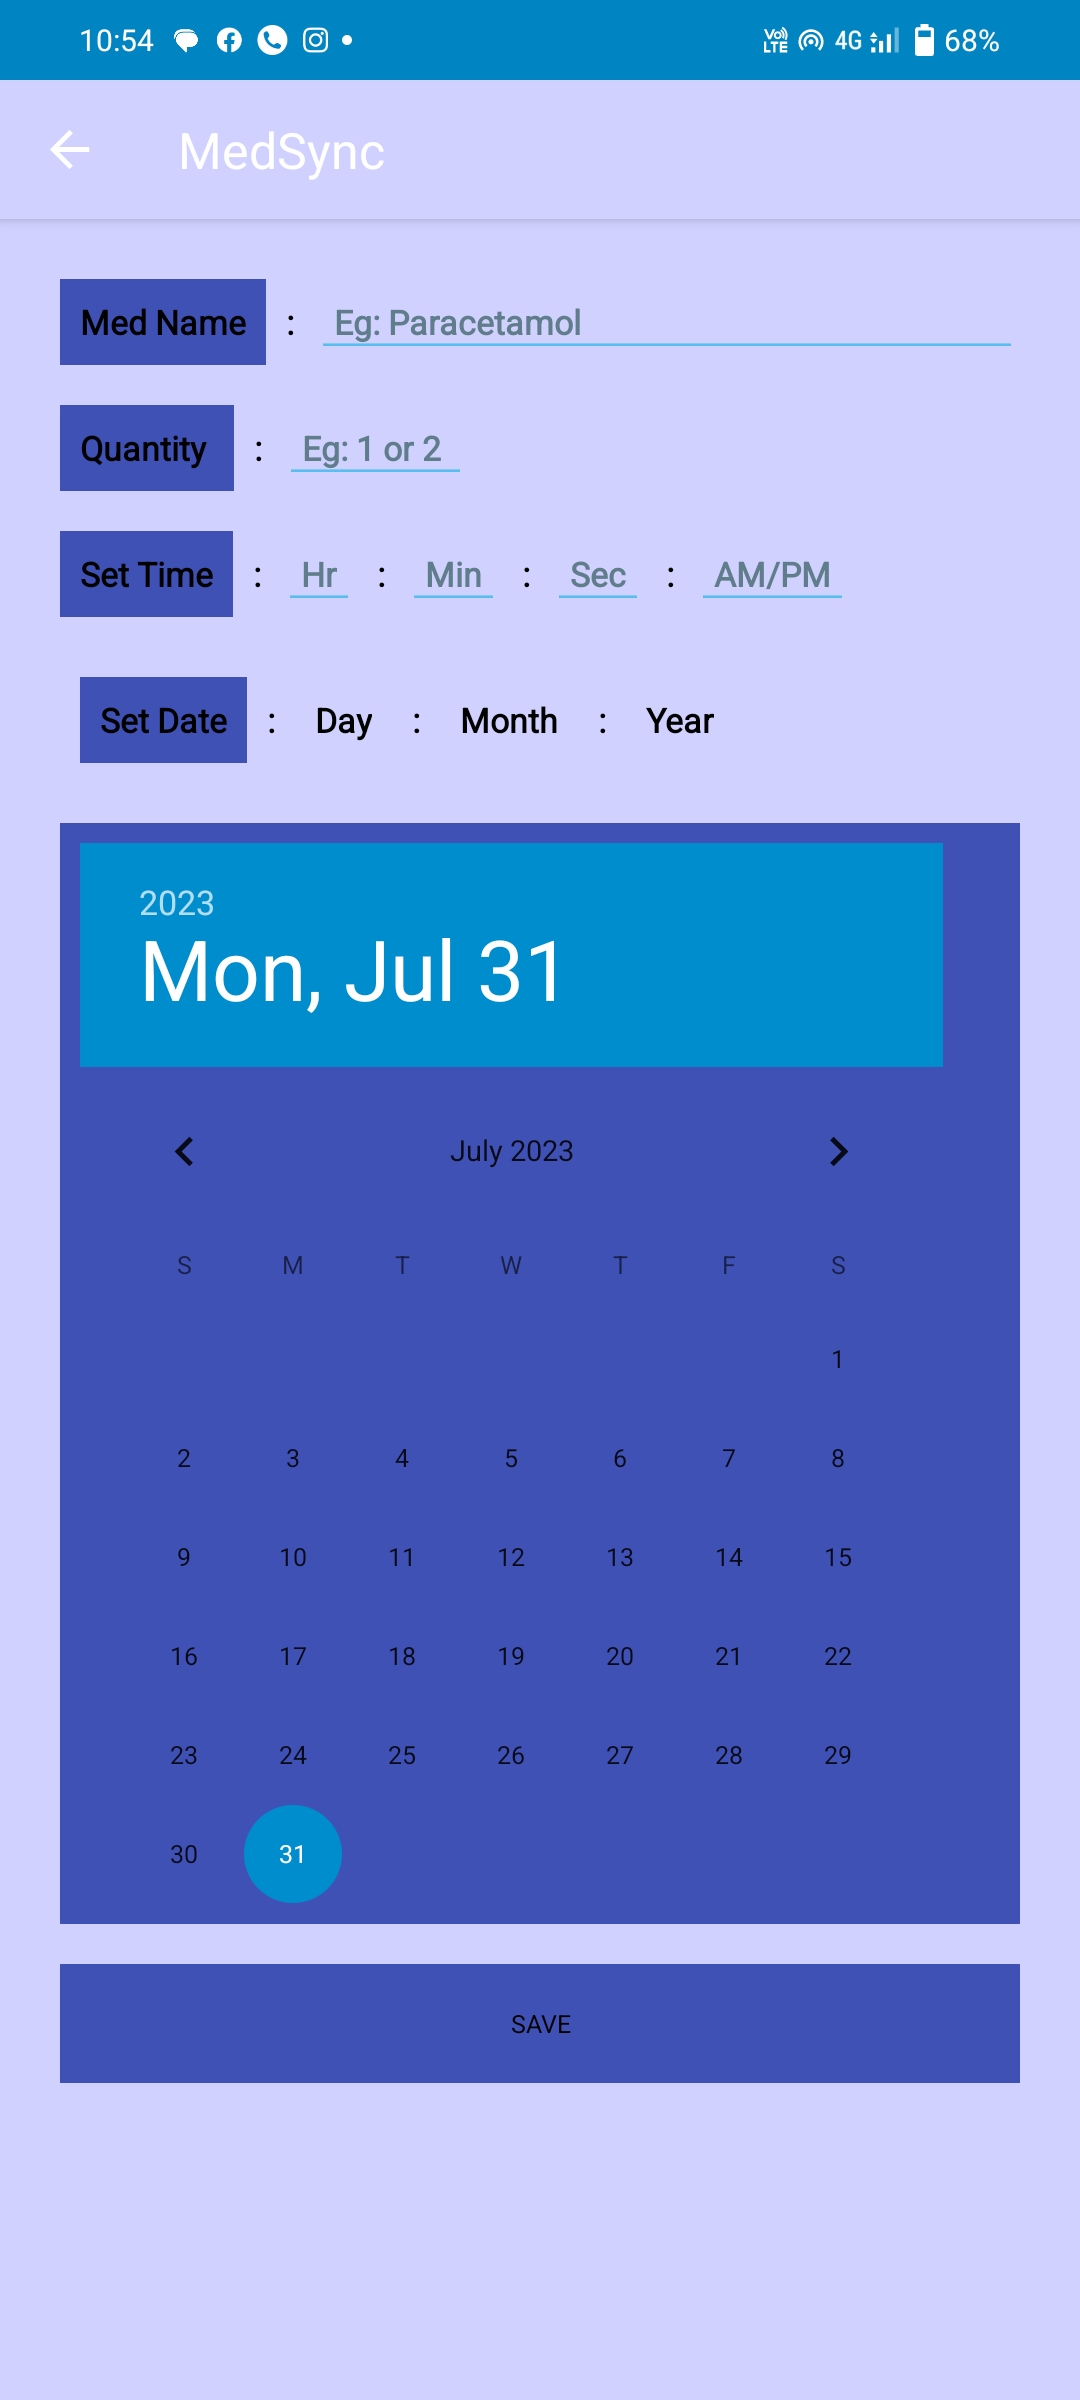 10:54 Vo) LTE 4G 68%
MedSync
Med Name : Eg: Paracetamol
Quantity : Eg: 1 or 2
Set Time : Hr : Min : Sec : AM/PM
Set Date : Day : Month : Year
2023
Mon, Jul 31
July 2023
S M T W T F S
1
2 3 4 5 6 7 8
9 10 11 12 13 14 15
16 17 18 19 20 21 22
23 24 25 26 27 28 29
30 31
SAVE